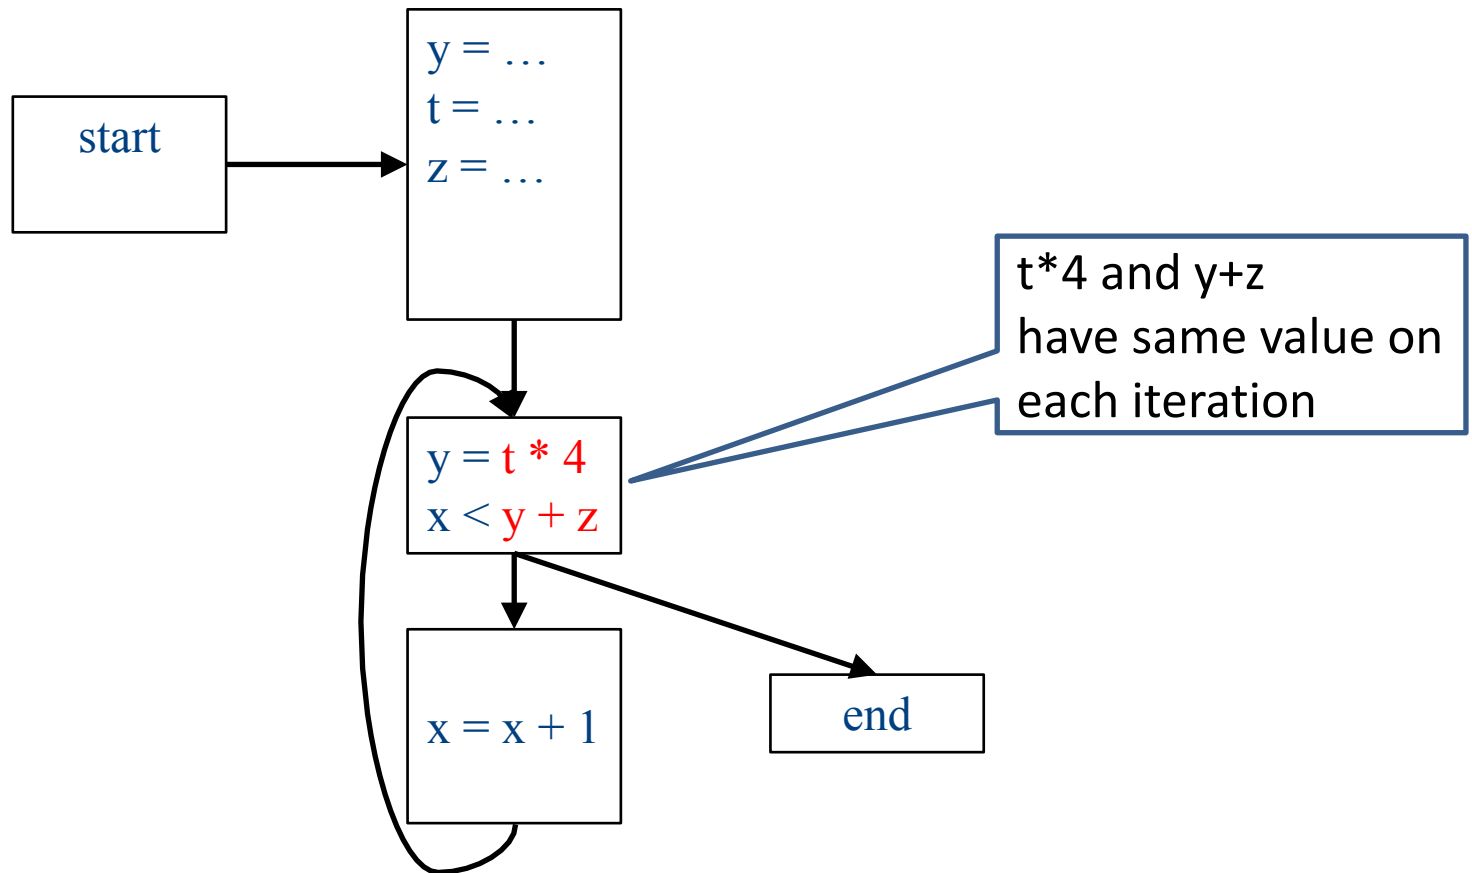 start
y = …
t = …
z = …
t*4 and y+z
have same value on
each iteration
y = t * 4
x < y + z
x = x + 1
end